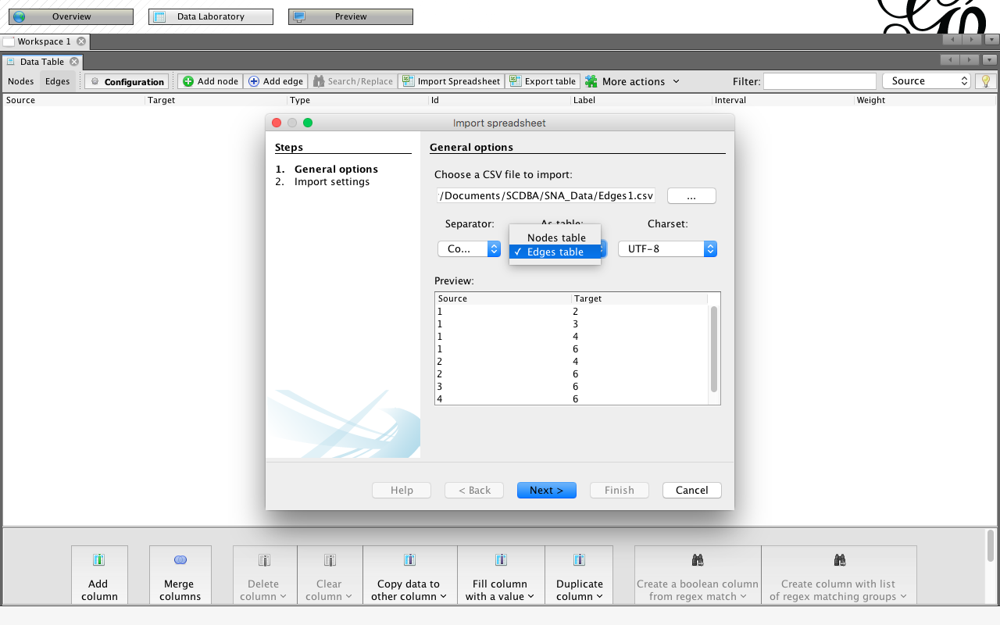 Overview
Data Laboratory
Preview
Workspace 1
Data Table
Nodes Edges Configuration Add node Add edge Search/Replace Import Spreadsheet Export table More actions Filter: Source
Source Target Type Id Label Interval Weight
Import spreadsheet
Steps
1. General options
2. Import settings
General options
Choose a CSV file to import:
/Documents/SCDBA/SNA_Data/Edges1.csv ...
Separator: As table: Charset:
Nodes table
Co... ✓ Edges table UTF-8
Preview:
Source Target
1 2
1 3
1 4
1 6
2 4
2 6
3 6
4 6
Help < Back Next > Finish Cancel
Add
column
Merge
columns
Delete
column
Clear
column
Copy data to
other column
Fill column
with a value
Duplicate
column
Create a boolean column
from regex match
Create column with list
of regex matching groups